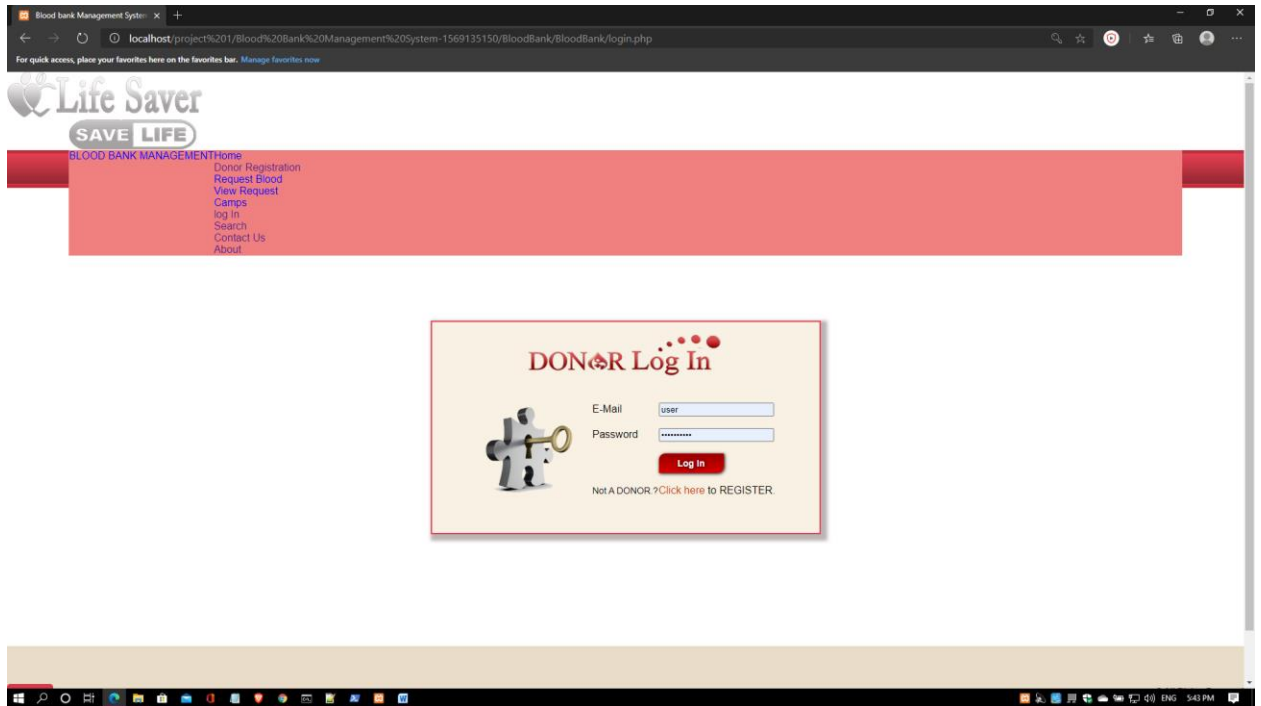 Blood bank Management System
localhost/project%201/Blood%20Bank%20Management%20System-1569135150/BloodBank/BloodBank/login.php
For quick access, place your favorites here on the favorites bar. Manage favorites now
Life Saver
SAVE LIFE
BLOOD BANK MANAGEMENT Home
Donor Registration
Request Blood
View Request
Camps
log In
Search
Contact Us
About
DONOR Log In
E-Mail user
Password
Log In
Not A DONOR.?Click here to REGISTER.
ENG 5:43 PM